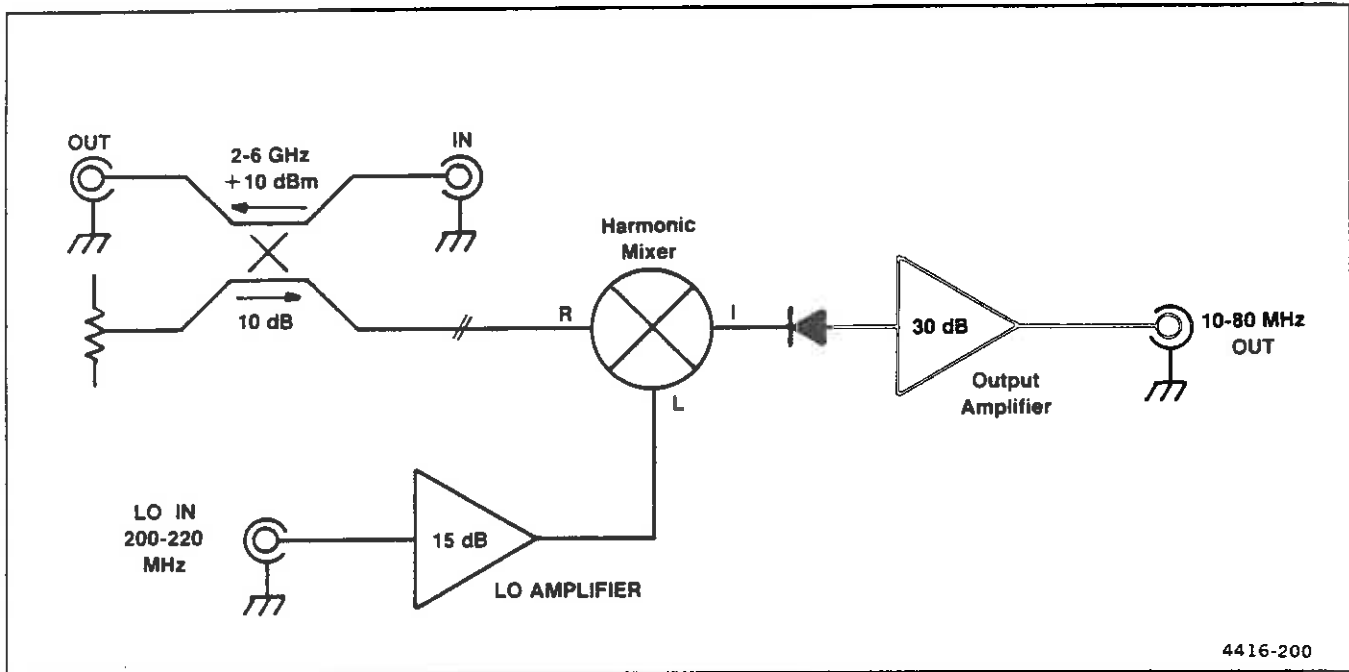 OUT
2-6 GHz
+10 dBm
IN
10 dB
Harmonic
Mixer
R
I
L
30 dB
Output
Amplifier
10-80 MHz
OUT
LO IN
200-220
MHz
15 dB
LO AMPLIFIER
4416-200